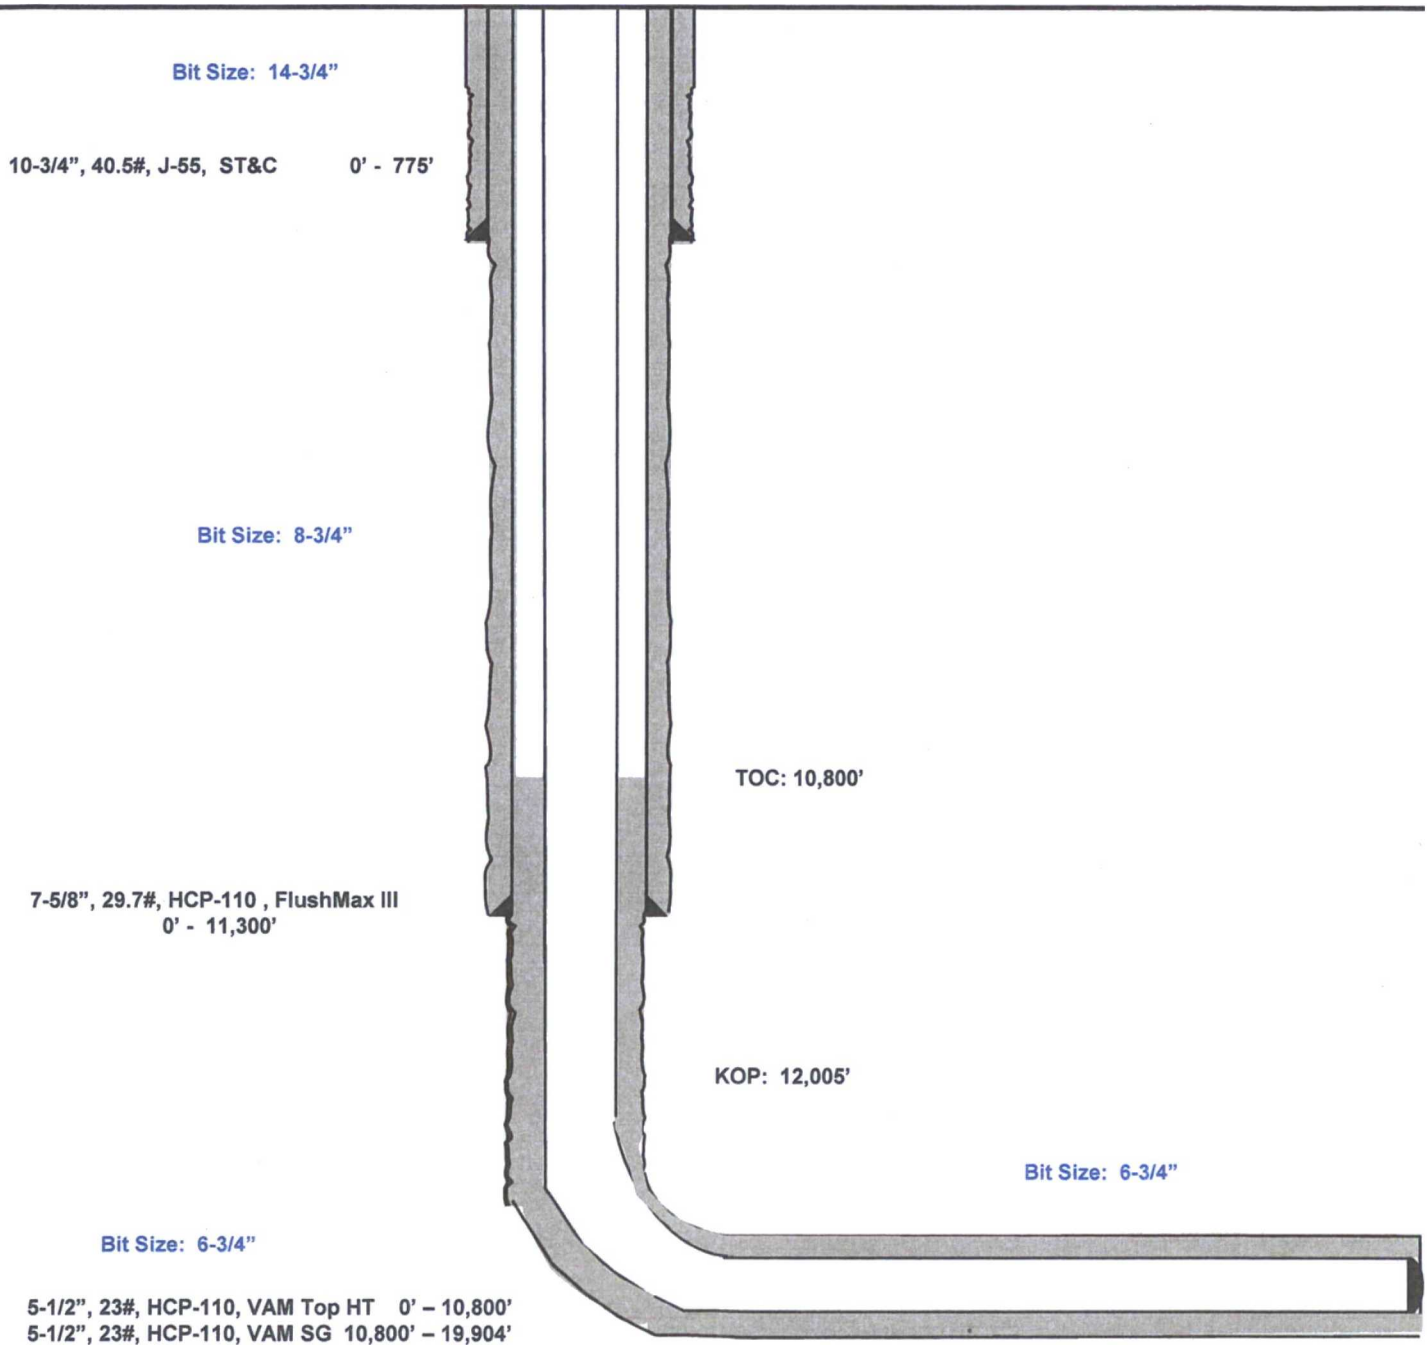 Bit Size: 14-3/4”
10-3/4”, 40.5#, J-55, ST&C 0’ - 775’
Bit Size: 8-3/4”
TOC: 10,800’
7-5/8”, 29.7#, HCP-110 , FlushMax III
0’ - 11,300’
KOP: 12,005’
Bit Size: 6-3/4”
Bit Size: 6-3/4”
5-1/2”, 23#, HCP-110, VAM Top HT 0’ – 10,800’
5-1/2”, 23#, HCP-110, VAM SG 10,800’ – 19,904’